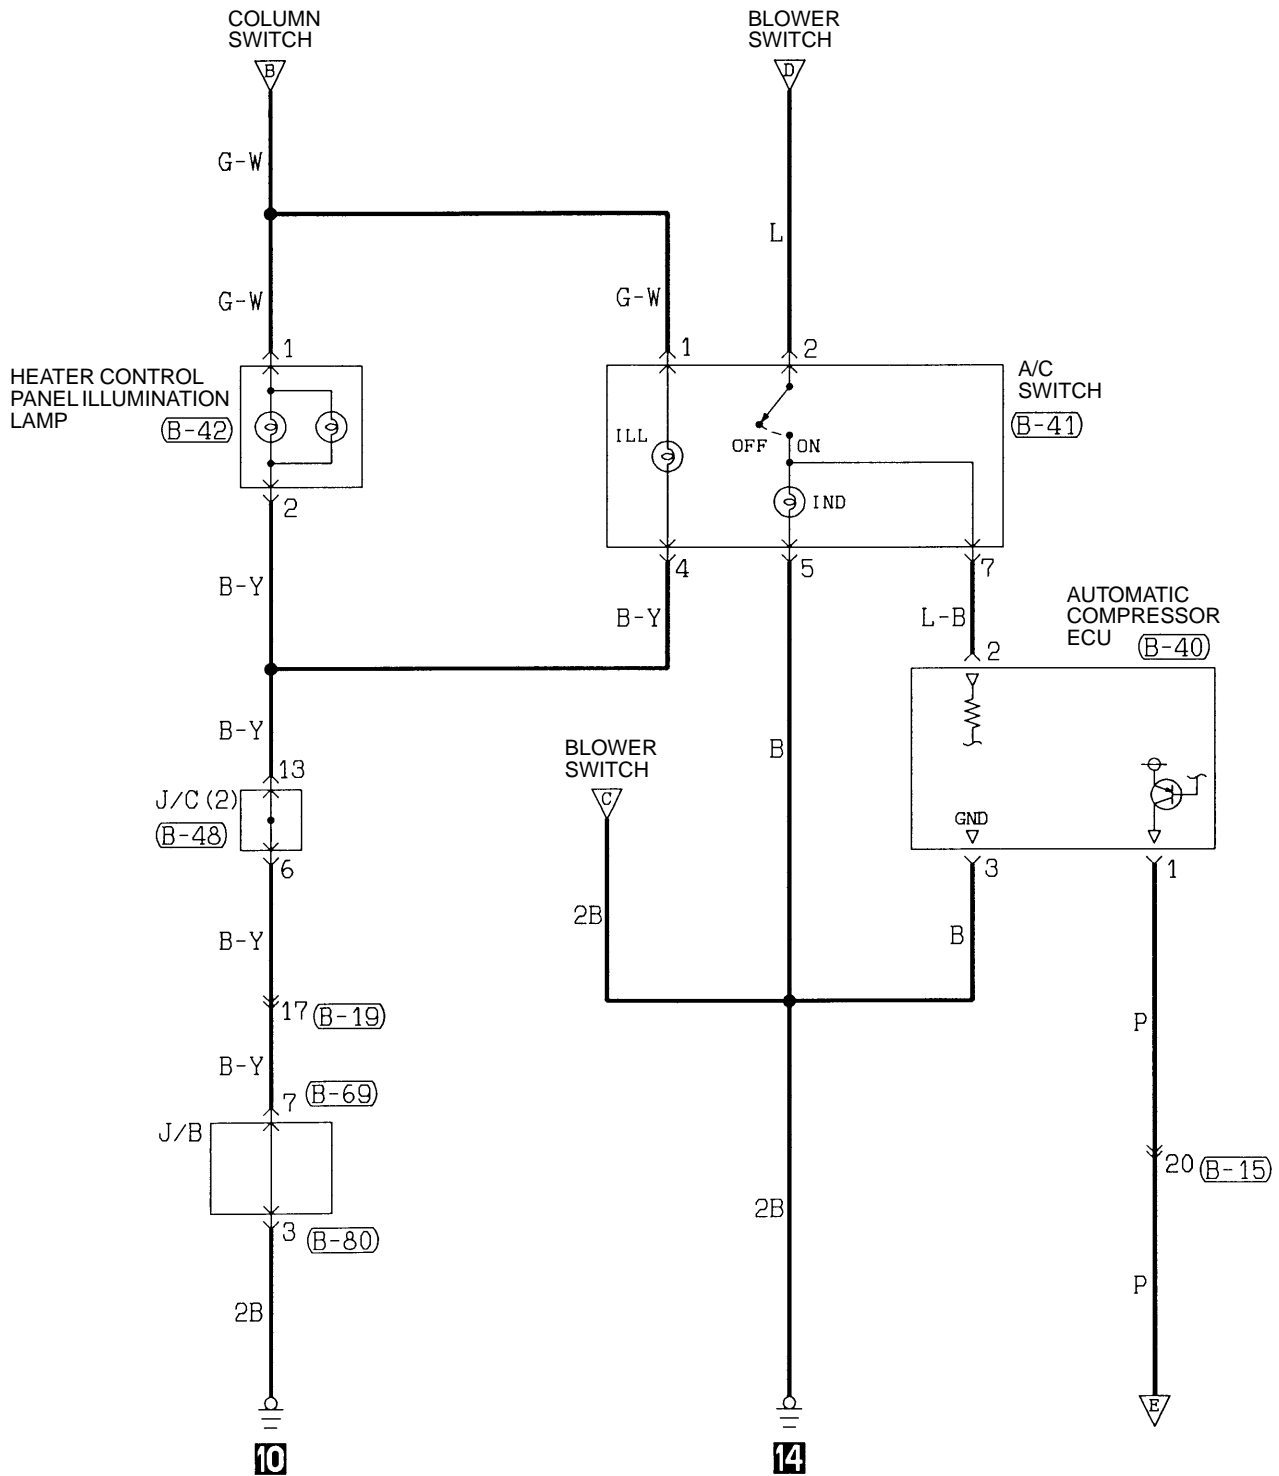 COLUMN
SWITCH
B
BLOWER
SWITCH
D
G-W
L
G-W
G-W
1
1
2
HEATER CONTROL
PANEL ILLUMINATION
LAMP
(B-42)
A/C
SWITCH
(B-41)
ILL
OFF
ON
IND
2
4
5
7
B-Y
B-Y
L-B
AUTOMATIC
COMPRESSOR
ECU
(B-40)
2
B-Y
B
BLOWER
SWITCH
C
13
J/C (2)
(B-48)
6
GND
3
1
2B
B
B-Y
17 (B-19)
P
B-Y
7 (B-69)
J/B
20 (B-15)
3 (B-80)
2B
2B
P
E
10
14